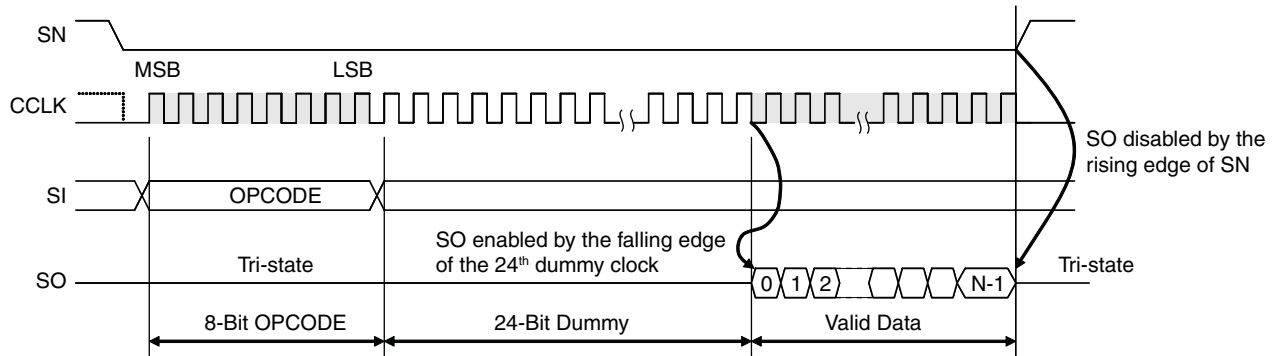 SN
MSB
LSB
CCLK
SO disabled by the
rising edge of SN
SI
OPCODE
SO enabled by the falling edge
of the 24th dummy clock
Tri-state
Tri-state
SO
0
1
2
N-1
8-Bit OPCODE
24-Bit Dummy
Valid Data